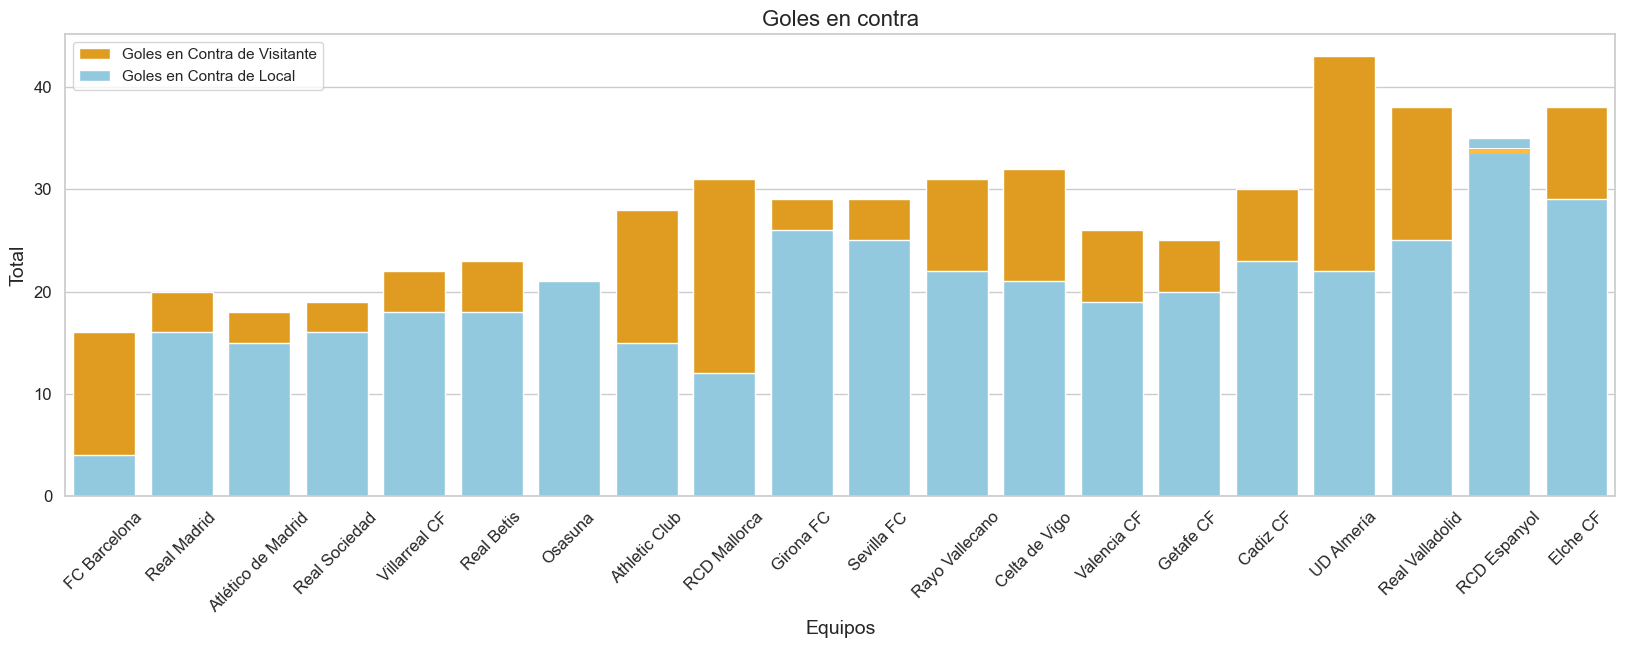 Goles en contra
Goles en Contra de Visitante
Goles en Contra de Local
Total
40
30
20
10
0
FC Barcelona
Real Madrid
Atlético de Madrid
Real Sociedad
Villarreal CF
Real Betis
Osasuna
Athletic Club
RCD Mallorca
Girona FC
Sevilla FC
Rayo Vallecano
Celta de Vigo
Valencia CF
Getafe CF
Cadiz CF
UD Almería
Real Valladolid
RCD Espanyol
Elche CF
Equipos